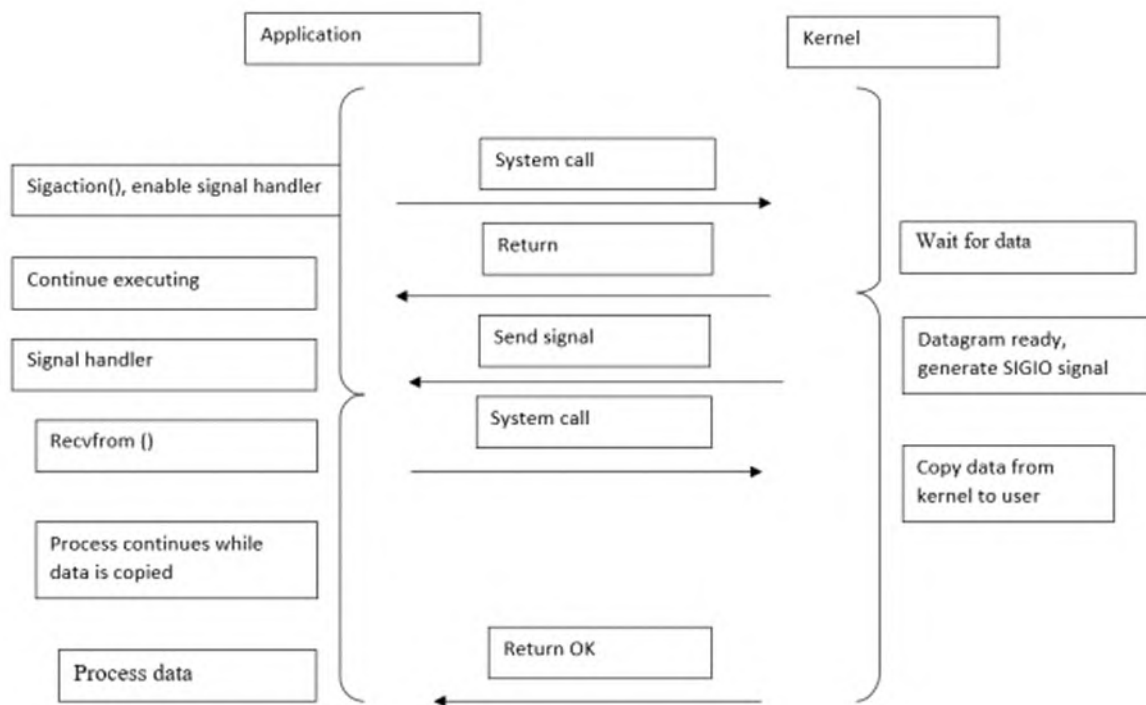 Application
Kernel
System call
Sigaction(), enable signal handler
Return
Wait for data
Continue executing
Send signal
Datagram ready,
generate SIGIO signal
Signal handler
System call
Recvfrom ()
Copy data from
kernel to user
Process continues while
data is copied
Return OK
Process data